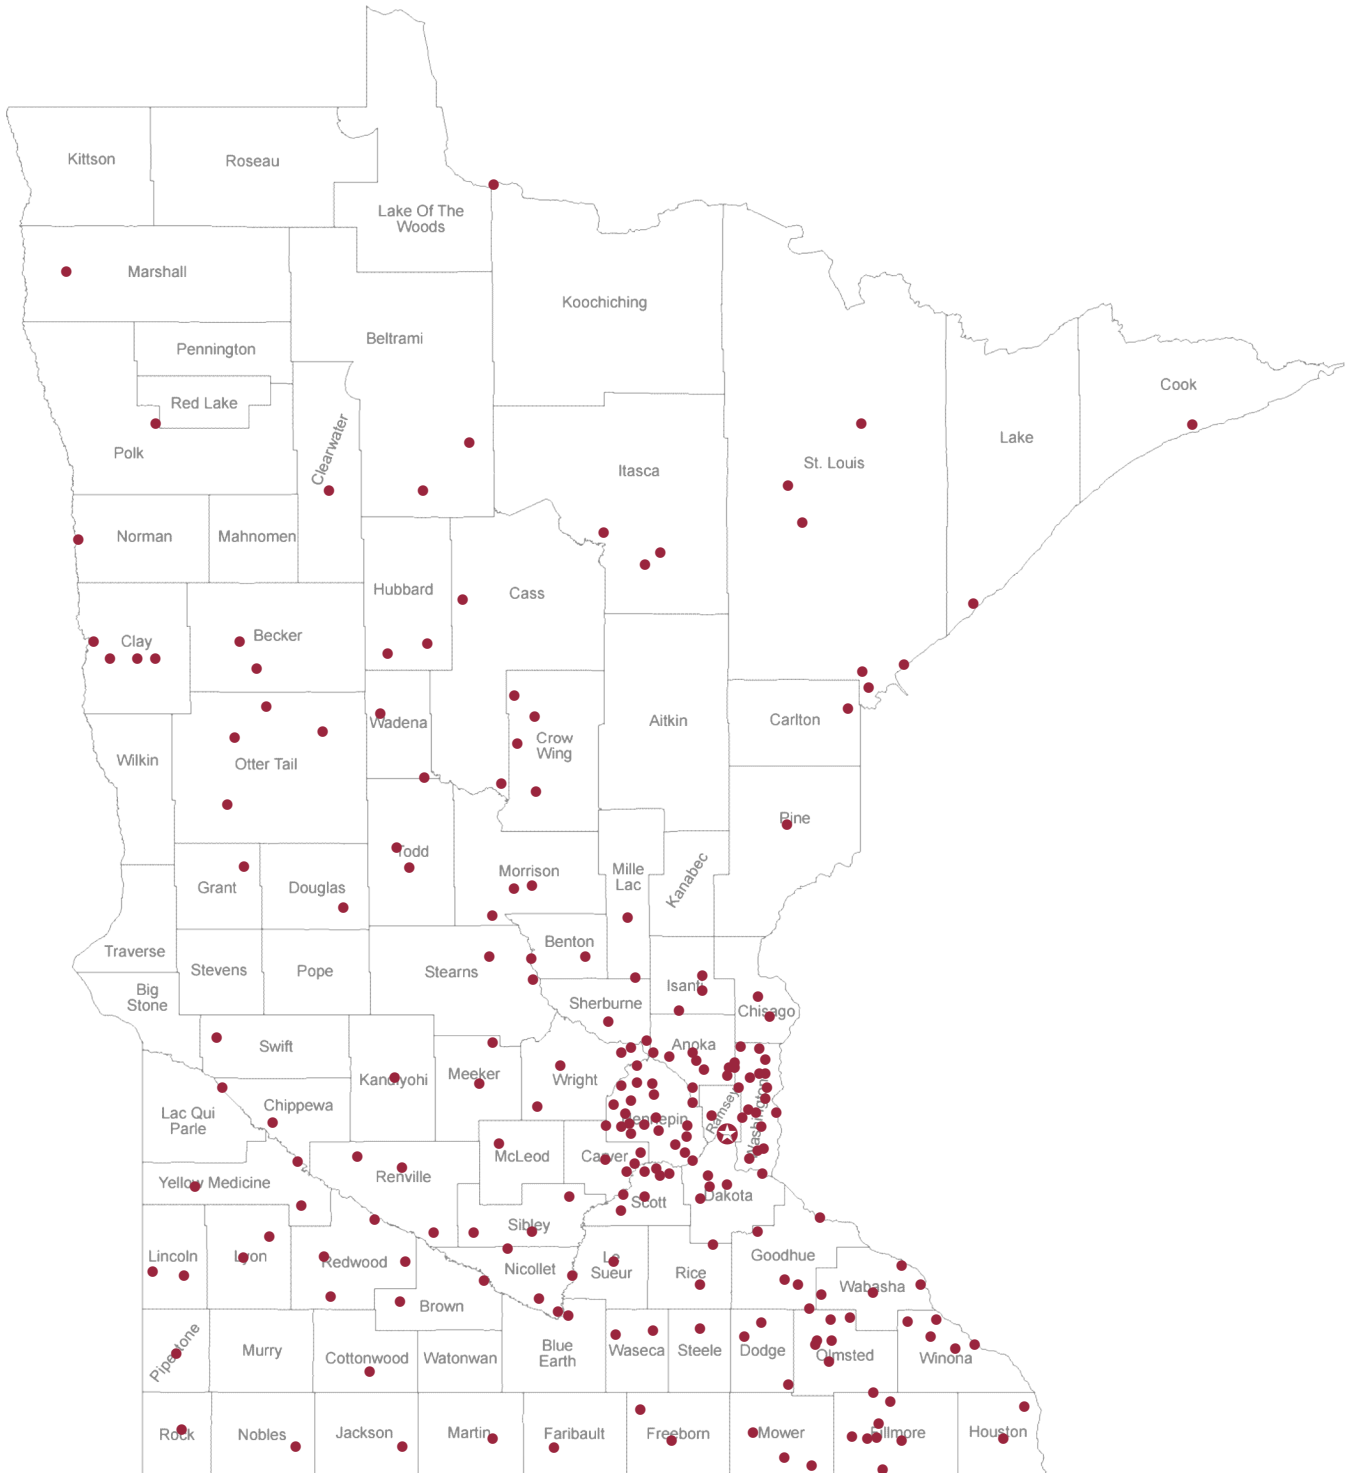 Kittson
Roseau
Lake Of The
Woods
Marshall
Koochiching
Beltrami
Pennington
Cook
Red Lake
Lake
Clearwater
Polk
St. Louis
Itasca
Norman
Mahnomen
Hubbard
Cass
Clay
Becker
Wadena
Aitkin
Carlton
Crow
Wing
Wilkin
Otter Tail
Pine
Todd
Morrison
Mille
Lac
Kanabec
Grant
Douglas
Benton
Traverse
Stevens
Pope
Stearns
Isanti
Big
Stone
Sherburne
Chisago
Swift
Anoka
Kandiyohi
Meeker
Wright
Chippewa
Ramsey
Washington
Lac Qui
Parle
Hennepin
McLeod
Carver
Renville
Yellow Medicine
Dakota
Scott
Sibley
Lincoln
Lyon
Redwood
Le
Sueur
Goodhue
Nicollet
Rice
Wabasha
Brown
Pipestone
Murry
Cottonwood
Watonwan
Blue
Earth
Waseca
Steele
Dodge
Olmsted
Winona
Rock
Nobles
Jackson
Martin
Faribault
Freeborn
Mower
Fillmore
Houston